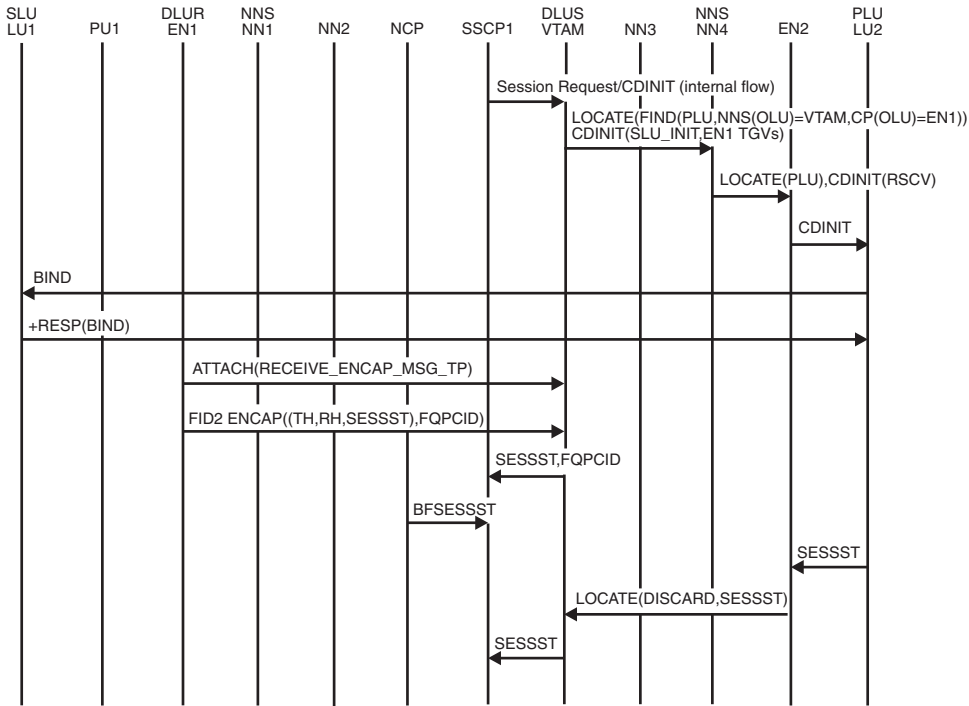 SLU DLUR NNS DLUS NNS PLU
LU1 PU1 EN1 NN1 NN2 NCP SSCP1 VTAM NN3 NN4 EN2 LU2
Session Request/CDINIT (internal flow)
LOCATE(FIND(PLU,NNS(OLU)=VTAM,CP(OLU)=EN1))
CDINIT(SLU_INIT,EN1 TGVs)
LOCATE(PLU),CDINIT(RSCV)
CDINIT
BIND
+RESP(BIND)
ATTACH(RECEIVE_ENCAP_MSG_TP)
FID2 ENCAP((TH,RH,SESSST),FQPCID)
SESSST,FQPCID
BFSESSST
SESSST
LOCATE(DISCARD,SESSST)
SESSST